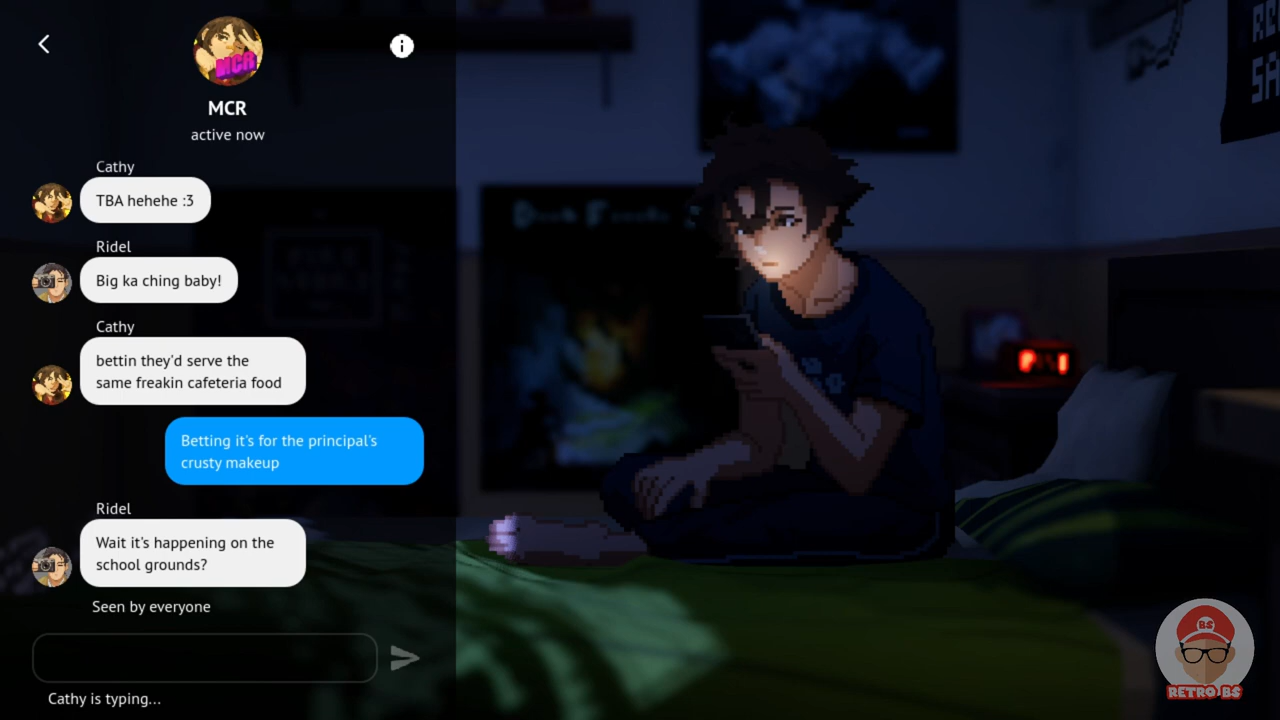 MCR
MCR
active now
Cathy
TBA hehehe :3
Ridel
Big ka ching baby!
Cathy
bettin they'd serve the
same freakin cafeteria food
Betting it's for the principal's
crusty makeup
Ridel
Wait it's happening on the
school grounds?
Seen by everyone
Cathy is typing...
BS
RETRO BS